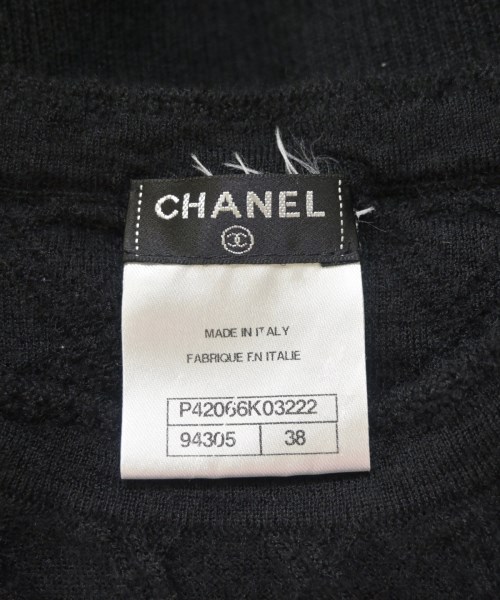 CHANEL
MADE IN ITALY
FABRIQUE EN ITALIE
P42066K03222
94305 38